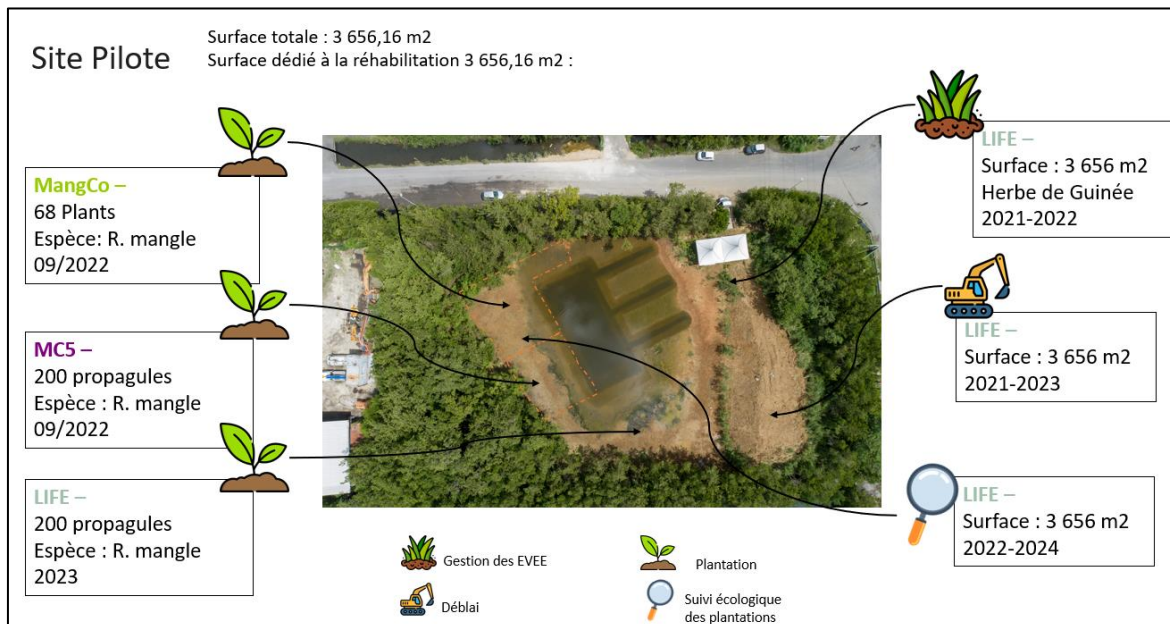 Site Pilote
Surface totale : 3 656,16 m2
Surface dédié à la réhabilitation 3 656,16 m2 :
MangCo –
68 Plants
Espèce: R. mangle
09/2022
MC5 –
200 propagules
Espèce : R. mangle
09/2022
LIFE –
200 propagules
Espèce : R. mangle
2023
LIFE –
Surface : 3 656 m2
Herbe de Guinée
2021-2022
LIFE –
Surface : 3 656 m2
2021-2023
LIFE –
Surface : 3 656 m2
2022-2024
Gestion des EVEE
Plantation
Déblai
Suivi écologique
des plantations